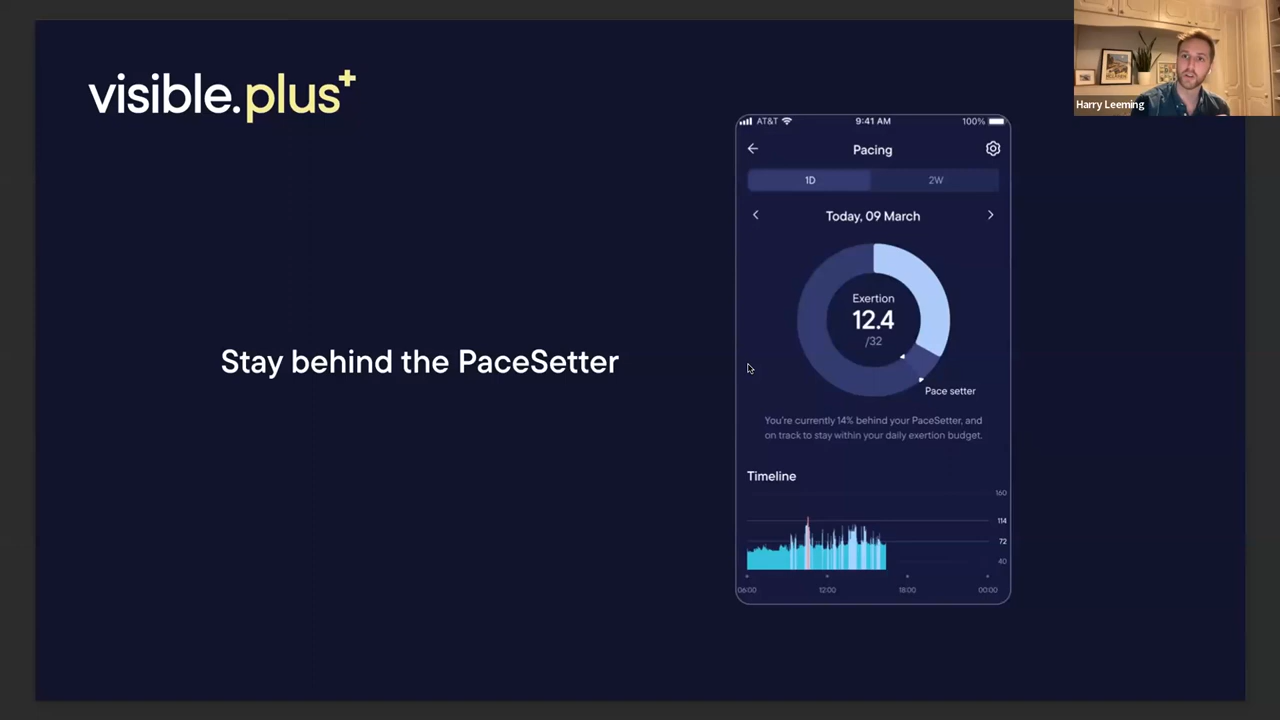 visible.plus+
Harry Leeming
Stay behind the PaceSetter
AT&T
9:41 AM
100%
Pacing
1D
2W
Today, 09 March
Exertion
12.4
/32
Pace setter
You're currently 14% behind your PaceSetter, and
on track to stay within your daily exertion budget.
Timeline
160
114
72
40
06:00
12:00
18:00
00:00